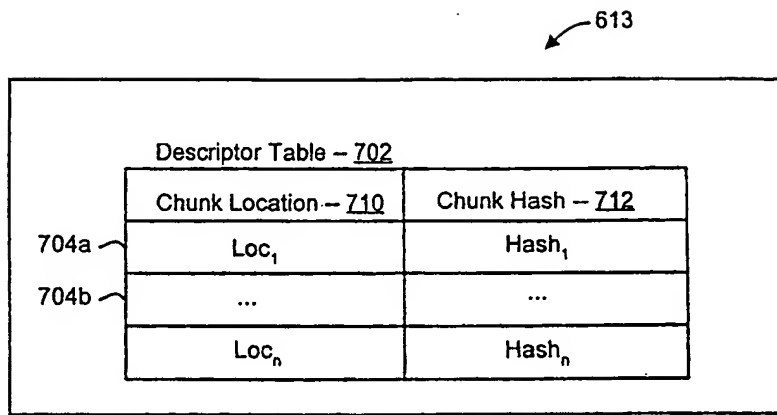 613
Descriptor Table – 702
Chunk Location – 710 Chunk Hash – 712
704a Loc₁ Hash₁
704b ... ...
Locₙ Hashₙ